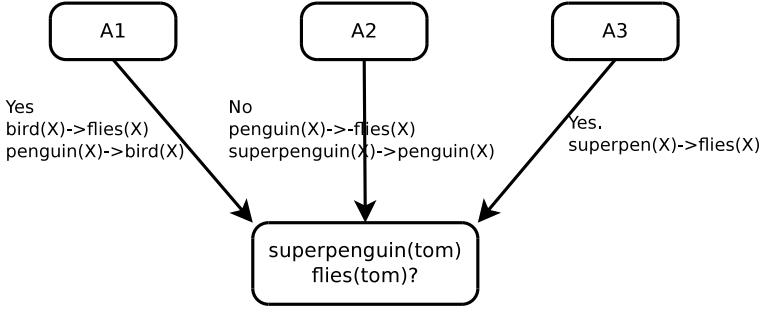 A1
A2
A3
Yes
bird(X)->flies(X)
penguin(X)->bird(X)
No
penguin(X)->-flies(X)
superpenguin(X)->penguin(X)
Yes.
superpen(X)->flies(X)
superpenguin(tom)
flies(tom)?